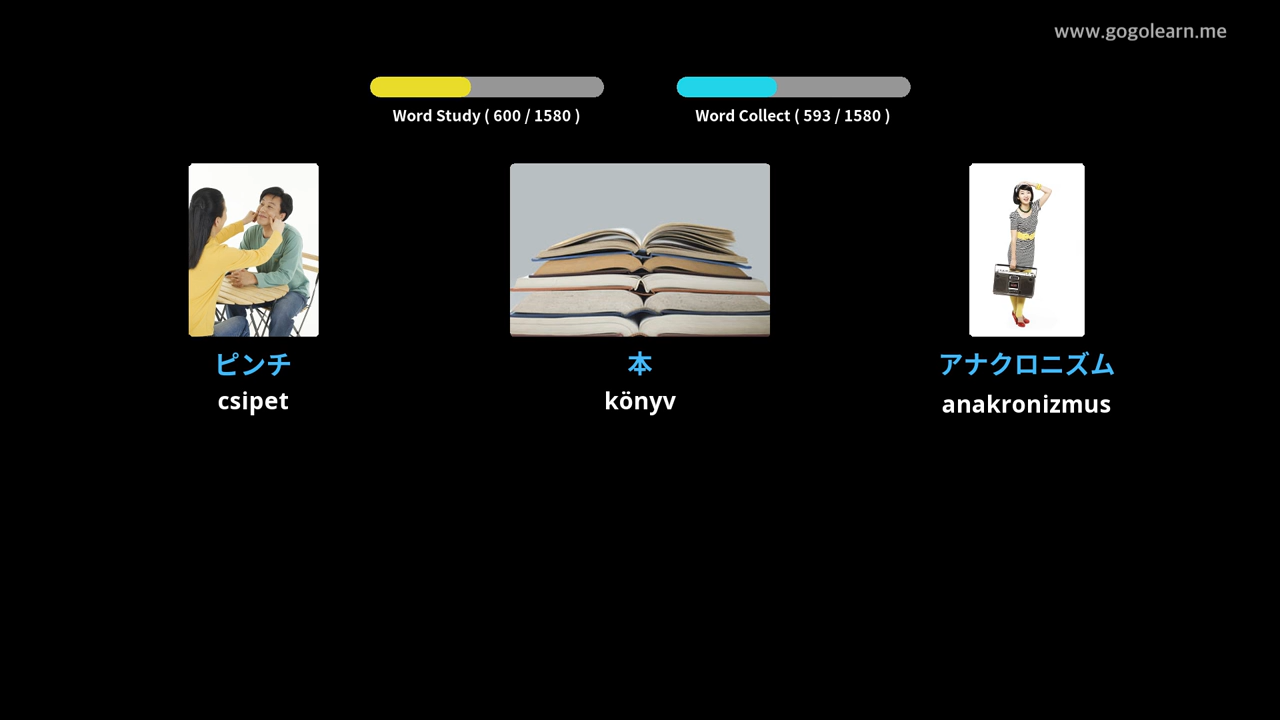 www.gogolearn.me
Word Study ( 600 / 1580 )
Word Collect ( 593 / 1580 )
ピンチ
csipet
本
könyv
アナクロニズム
anakronizmus